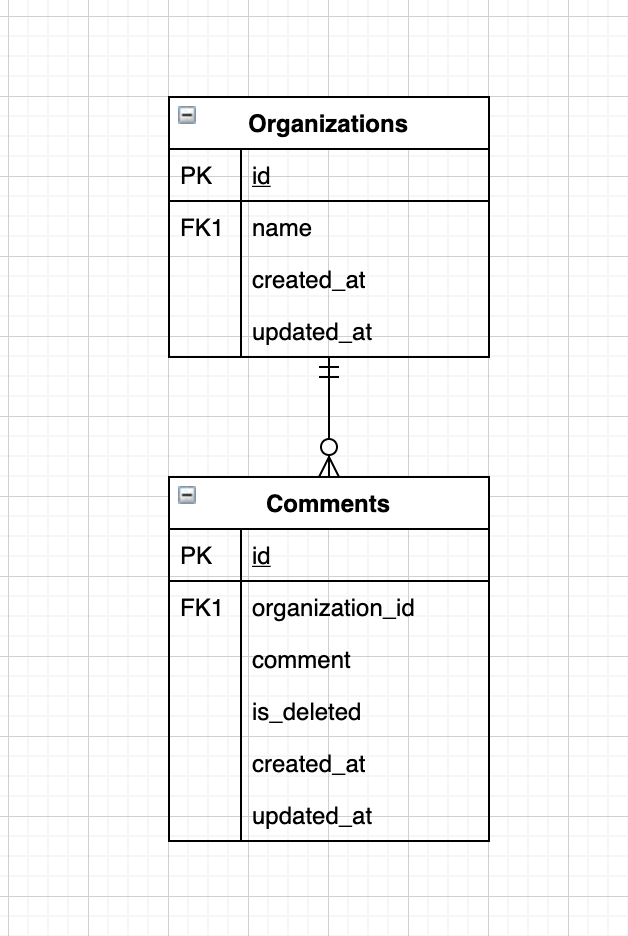 Organizations
PK id
FK1 name
created_at
updated_at
Comments
PK id
FK1 organization_id
comment
is_deleted
created_at
updated_at